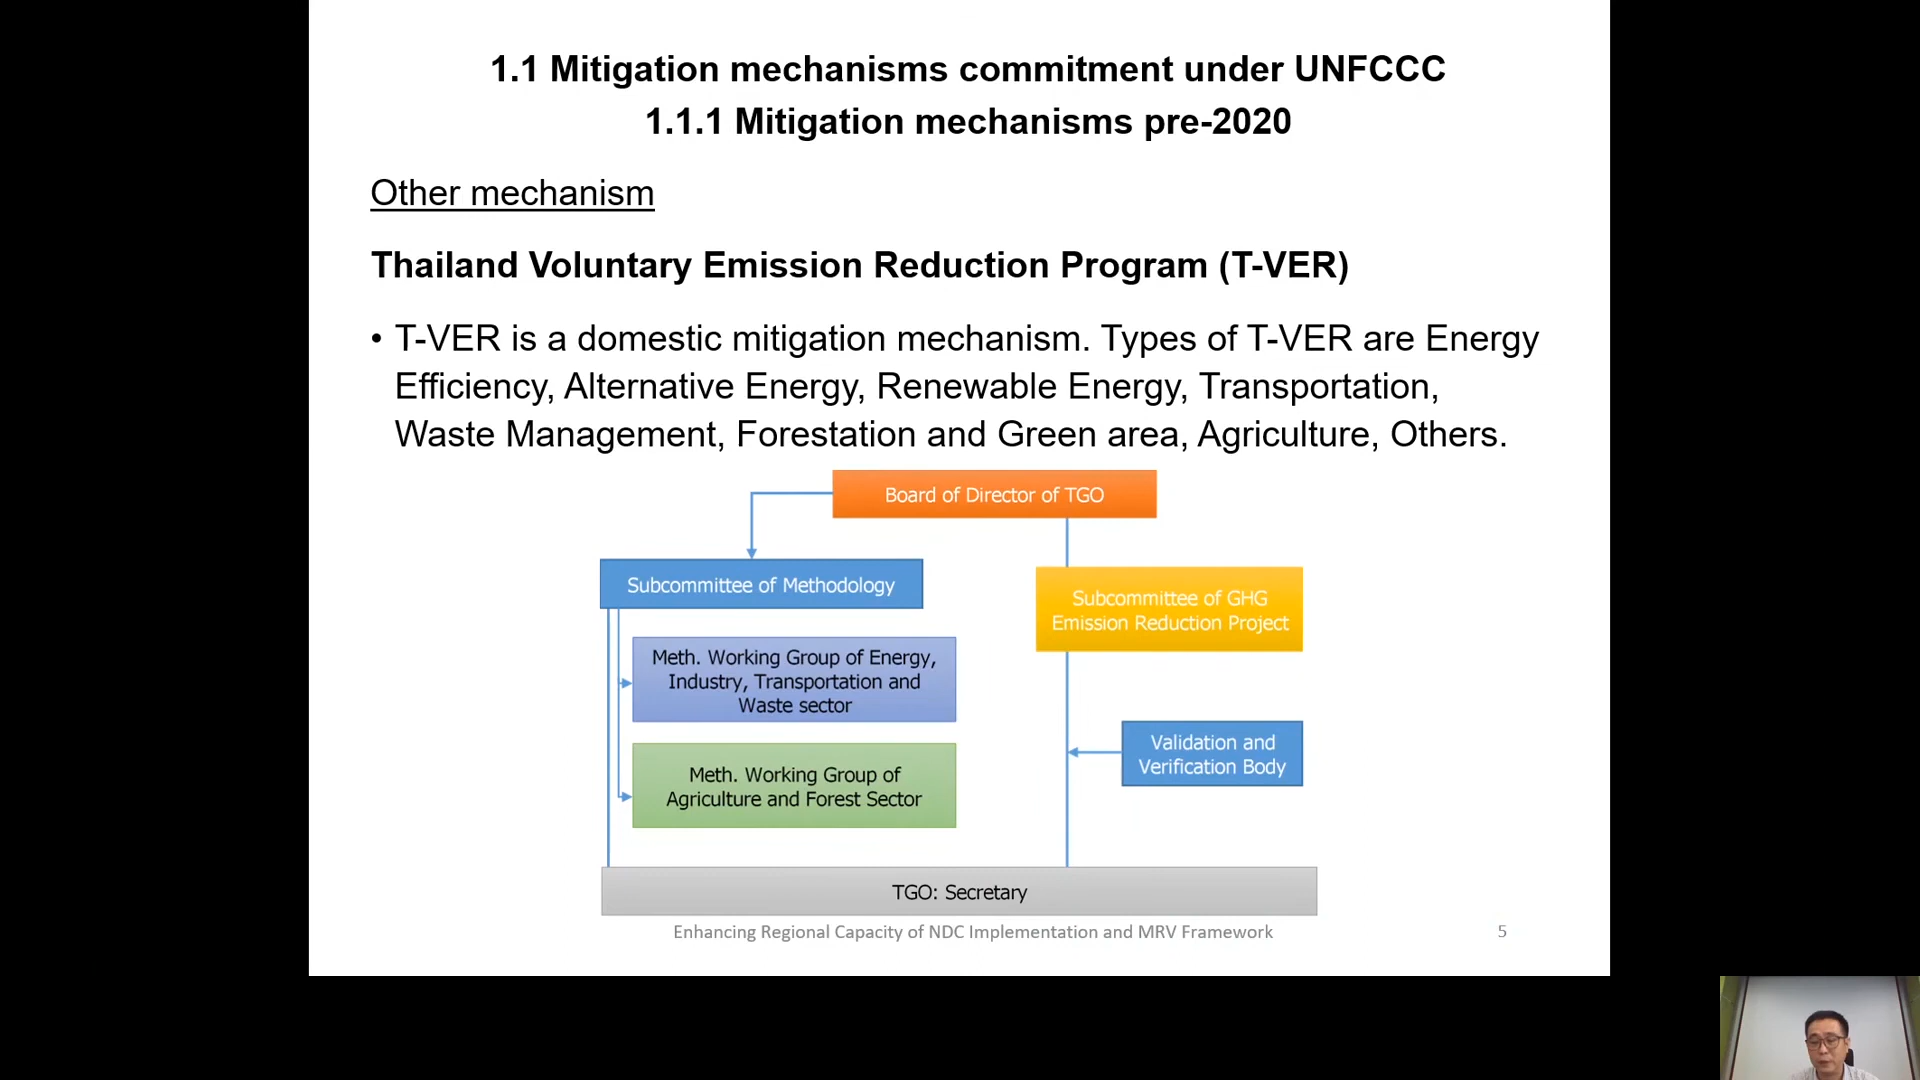 1.1 Mitigation mechanisms commitment under UNFCCC
1.1.1 Mitigation mechanisms pre-2020
Other mechanism
Thailand Voluntary Emission Reduction Program (T-VER)
• T-VER is a domestic mitigation mechanism. Types of T-VER are Energy
Efficiency, Alternative Energy, Renewable Energy, Transportation,
Waste Management, Forestation and Green area, Agriculture, Others.
Board of Director of TGO
Subcommittee of Methodology
Subcommittee of GHG
Emission Reduction Project
Meth. Working Group of Energy,
Industry, Transportation and
Waste sector
Validation and
Verification Body
Meth. Working Group of
Agriculture and Forest Sector
TGO: Secretary
Enhancing Regional Capacity of NDC Implementation and MRV Framework
5